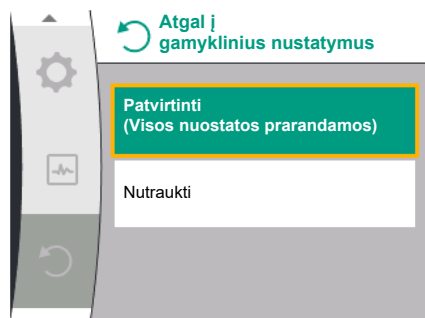 Atgal į
gamyklinius nustatymus
Patvirtinti
(Visos nuostatos prarandamos)
Nutraukti